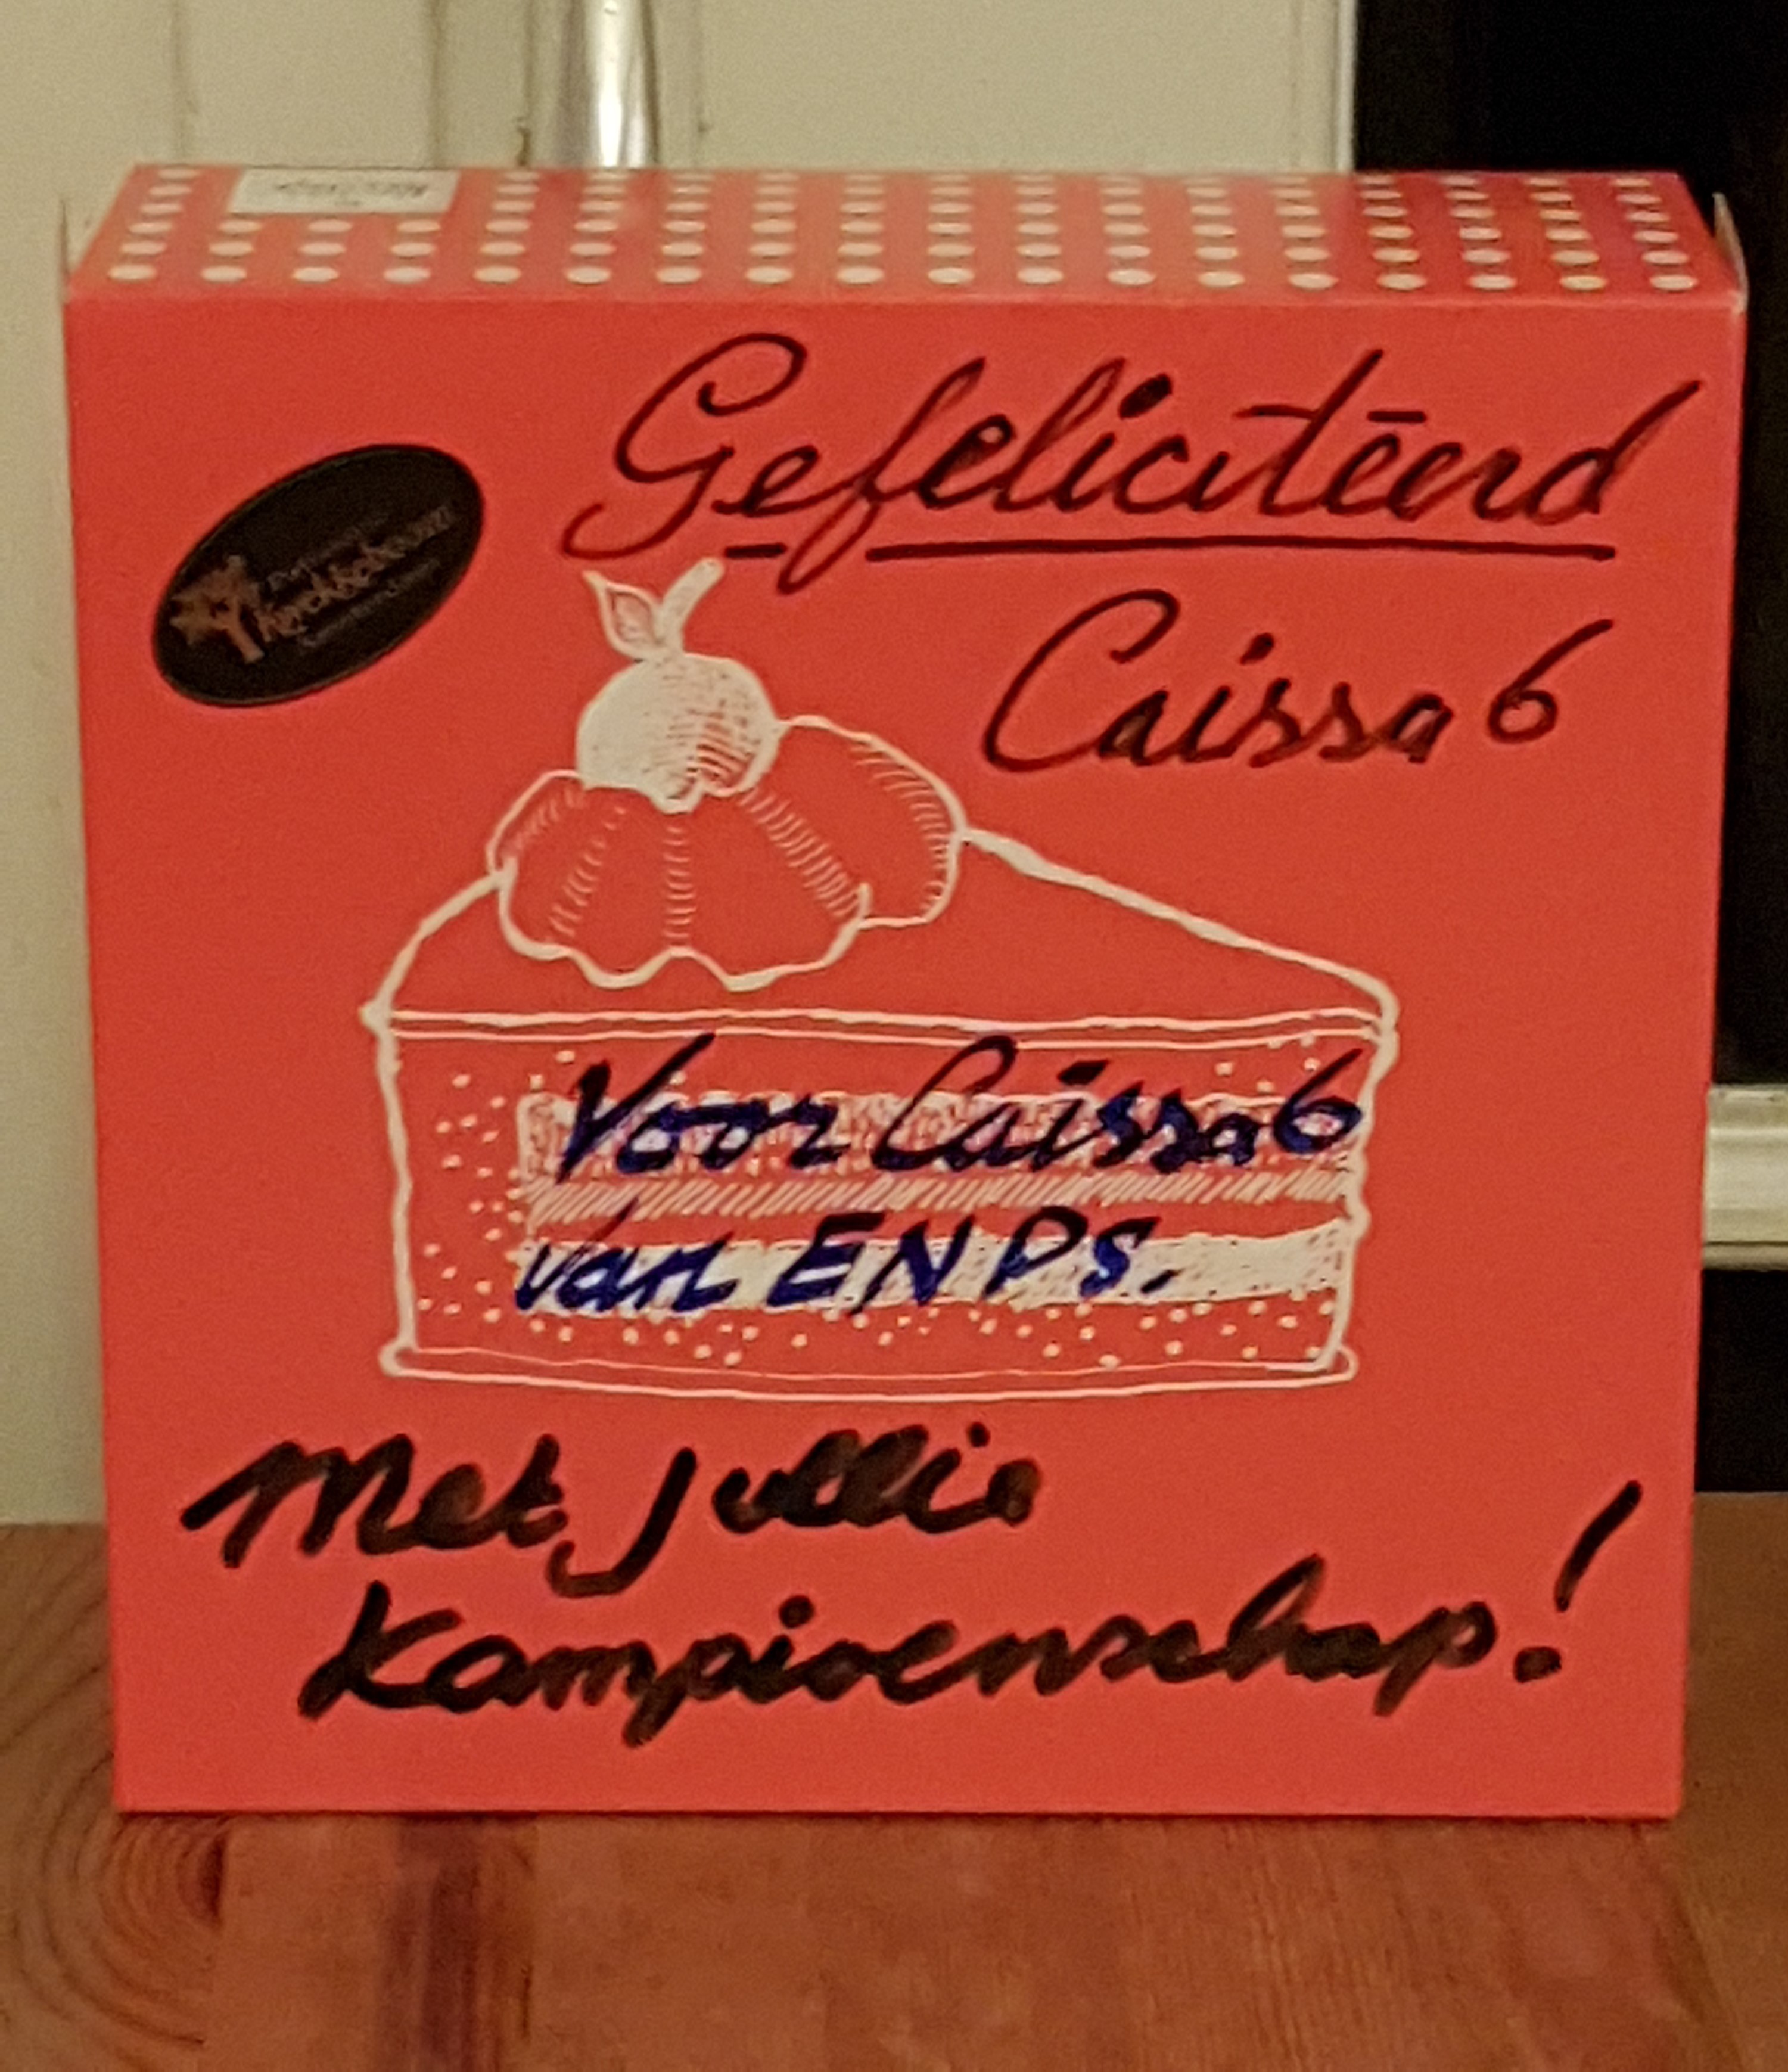 Gefeliciteerd
Caissa 6
Voor Caissa 6
van ENPS.
Met jullie
Kampioenschap!